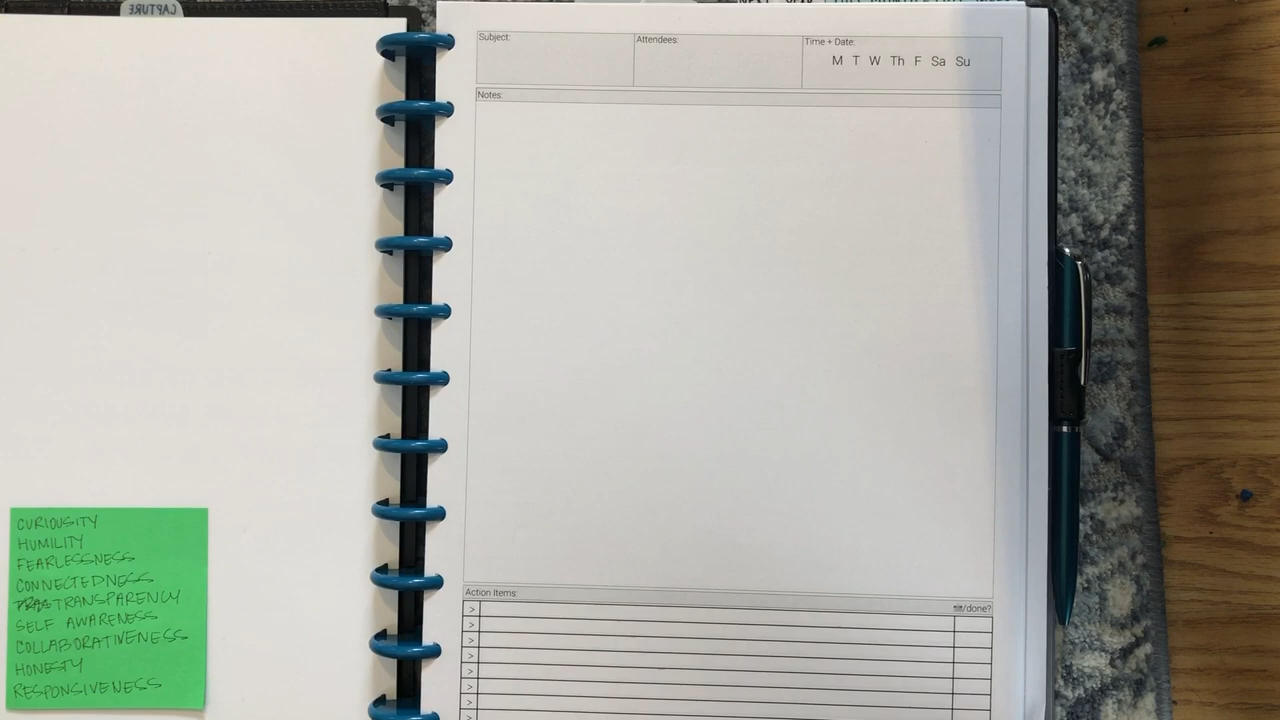 CAPTURE
Subject:
Attendees:
Time + Date:
M T W Th F Sa Su
Notes:
CURIOUSITY
HUMILITY
FEARLESSNESS
CONNECTEDNESS
TRANSPARENCY
SELF AWARENESS
COLLABORATIVENESS
HONESTY
RESPONSIVENESS
Action Items:
/done?
>
>
>
>
>
>
>
>